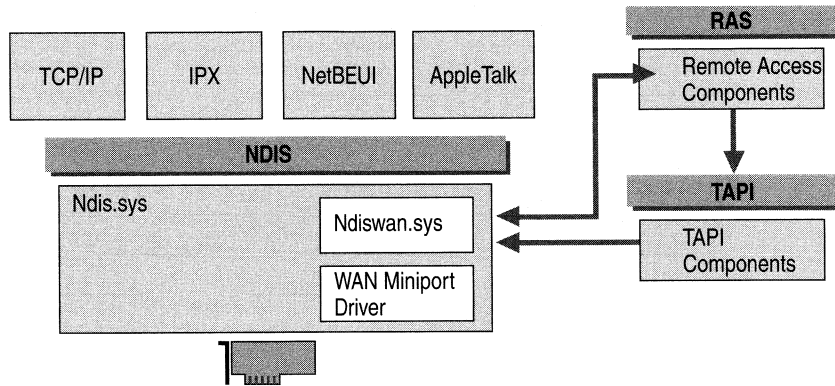 RAS
TCP/IP
IPX
NetBEUI
AppleTalk
Remote Access
Components
NDIS
TAPI
Ndis.sys
Ndiswan.sys
TAPI
Components
WAN Miniport
Driver